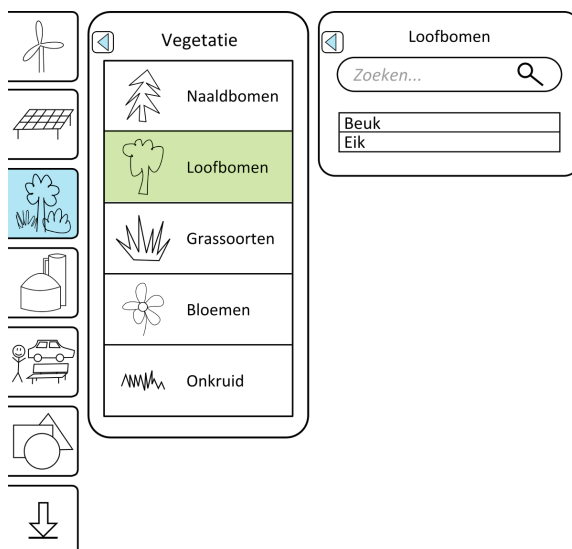 Vegetatie
Naaldbomen
Loofbomen
Grassoorten
Bloemen
Onkruid
Loofbomen
Zoeken...
Beuk
Eik